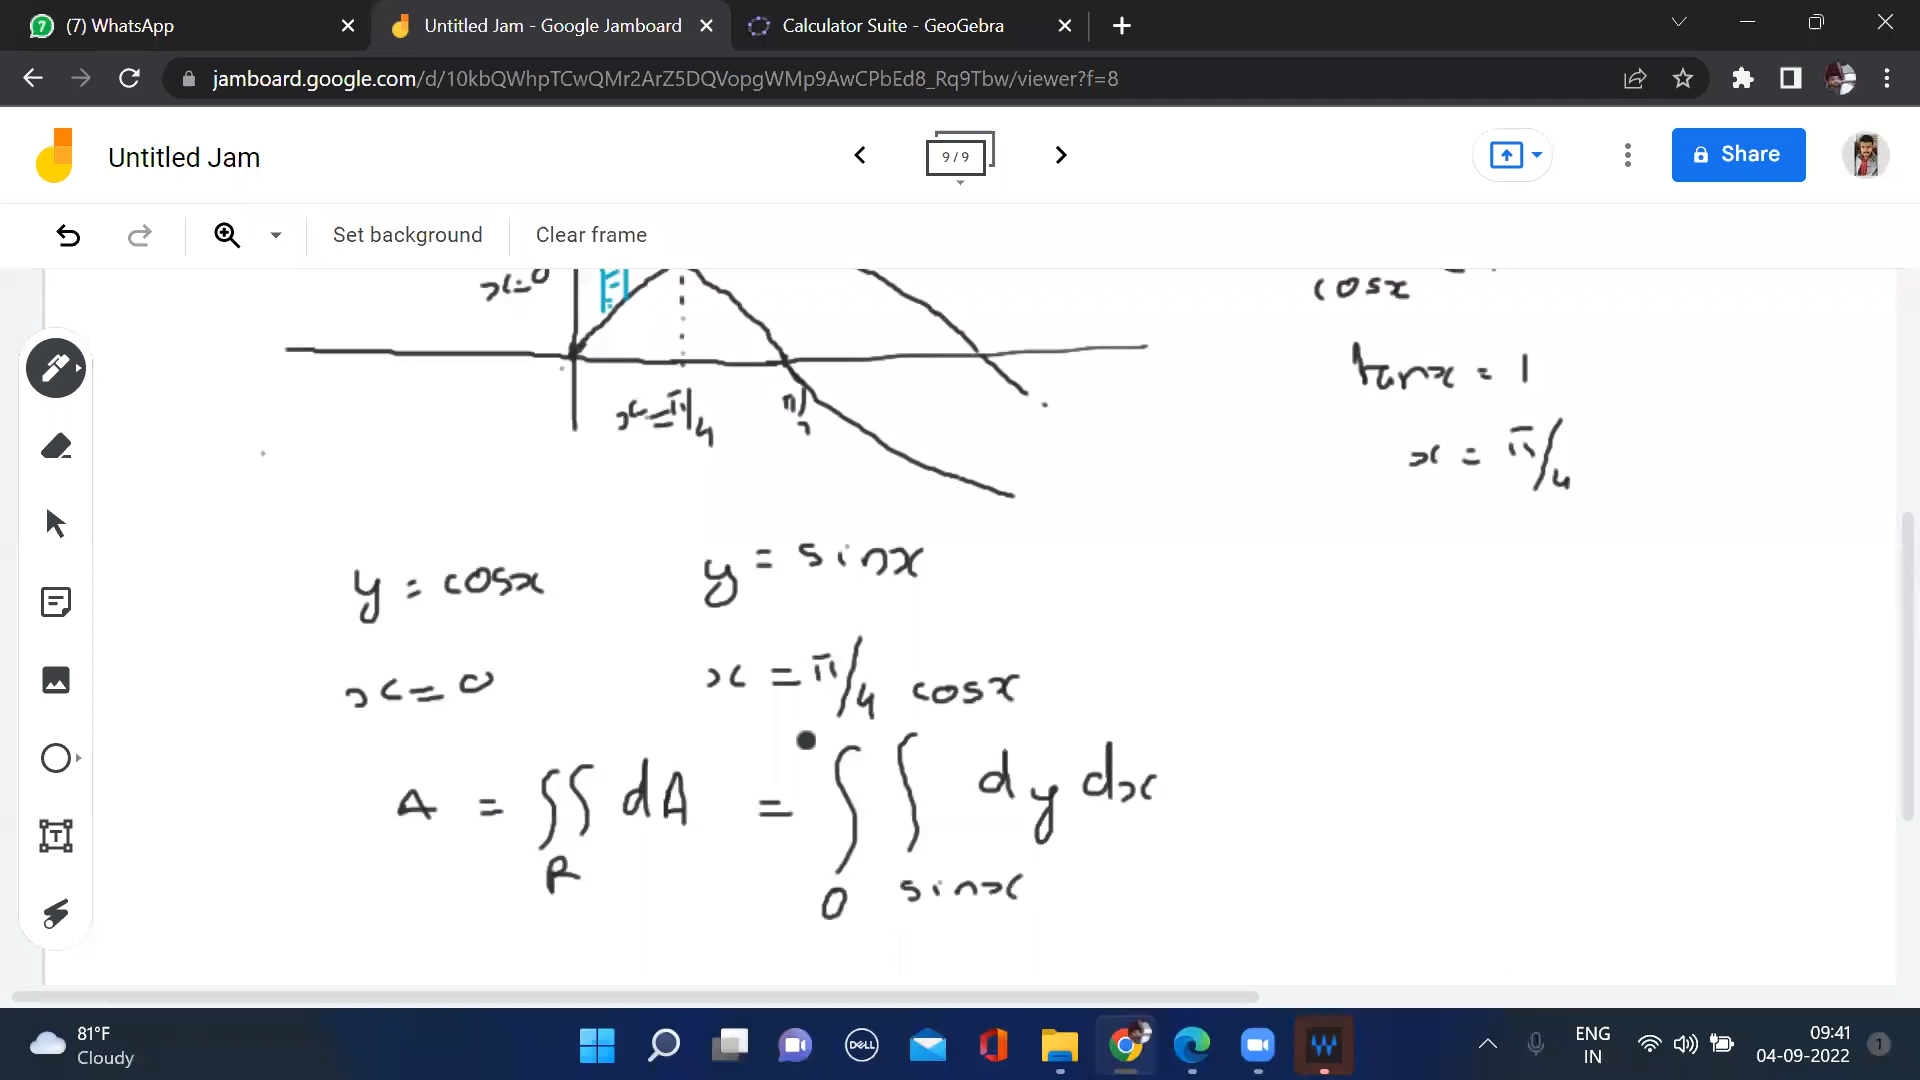 (7) WhatsApp
Untitled Jam - Google Jamboard
Calculator Suite - GeoGebra
jamboard.google.com/d/10kbQWhpTCwQMr2ArZ5DQVopgWMp9AwCPbEd8_Rq9Tbw/viewer?f=8
Untitled Jam
9 / 9
Share
Set background
Clear frame
x=0
cosx
tanx = 1
x=π/4
x = π/4
y = cosx
y = sinx
x=0
x = π/4
cosx
A = ∫∫ dA = ∫ ∫ dy dx
R
0
sinx
81°F
Cloudy
DELL
ENG
IN
09:41
04-09-2022
1